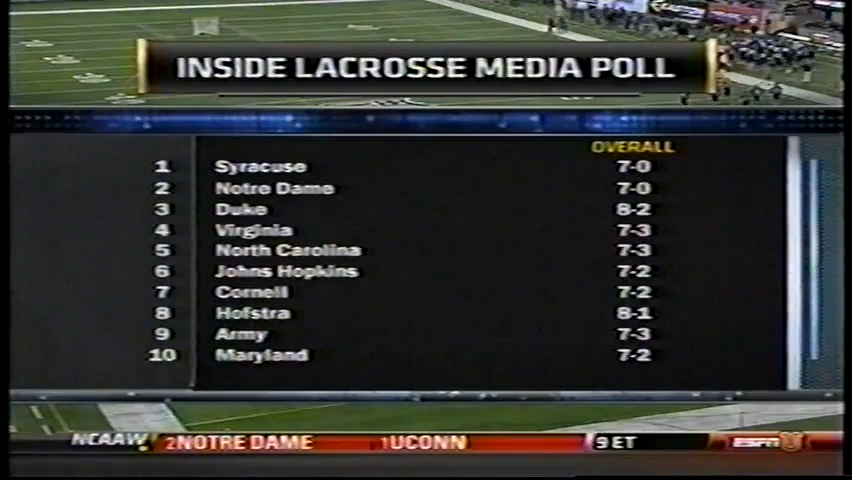 INSIDE LACROSSE MEDIA POLL
OVERALL
1 Syracuse 7-0
2 Notre Dame 7-0
3 Duke 8-2
4 Virginia 7-3
5 North Carolina 7-3
6 Johns Hopkins 7-2
7 Cornell 7-2
8 Hofstra 8-1
9 Army 7-3
10 Maryland 7-2
NCAAW 2 NOTRE DAME 1 UCONN 9 ET ESPNU